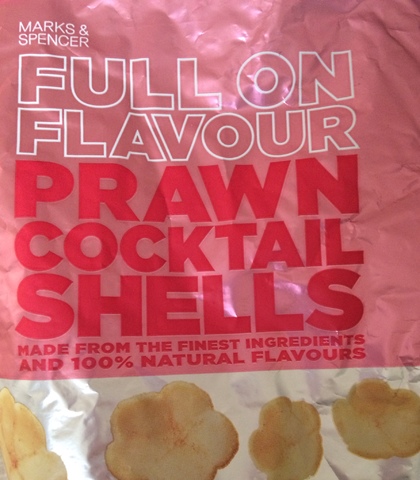 MARKS &
SPENCER
FULL ON
FLAVOUR
PRAWN
COCKTAIL
SHELLS
MADE FROM THE FINEST INGREDIENTS
AND 100% NATURAL FLAVOURS